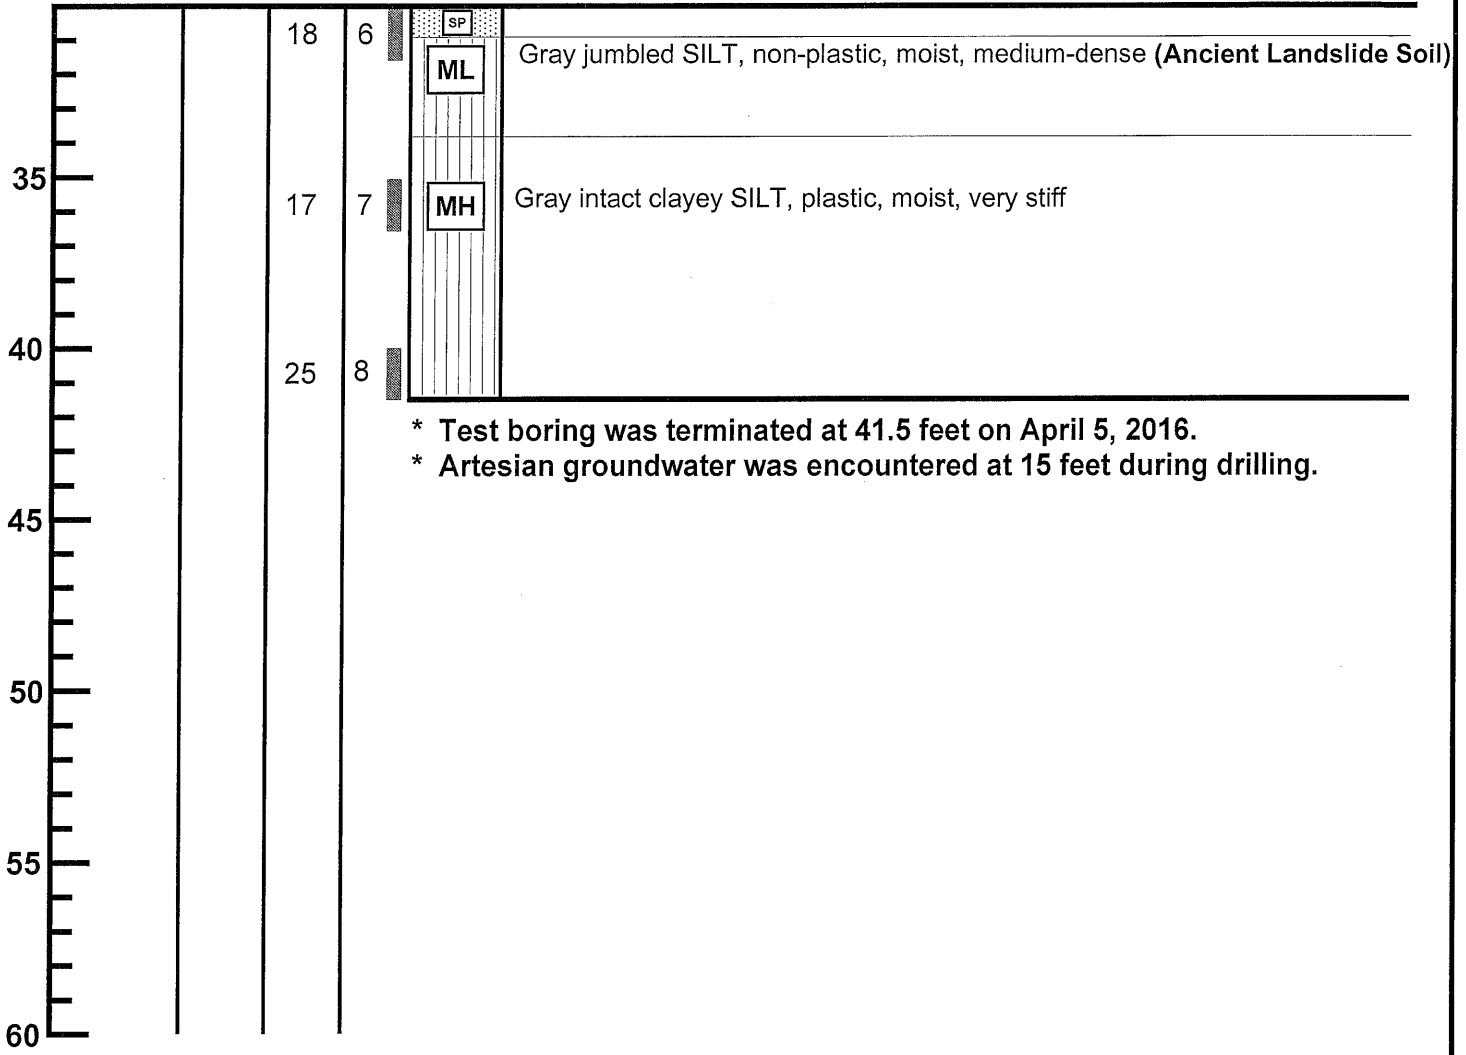 18 6 SP
ML Gray jumbled SILT, non-plastic, moist, medium-dense (Ancient Landslide Soil)
35
17 7 MH Gray intact clayey SILT, plastic, moist, very stiff
40
25 8
* Test boring was terminated at 41.5 feet on April 5, 2016.
* Artesian groundwater was encountered at 15 feet during drilling.
45
50
55
60